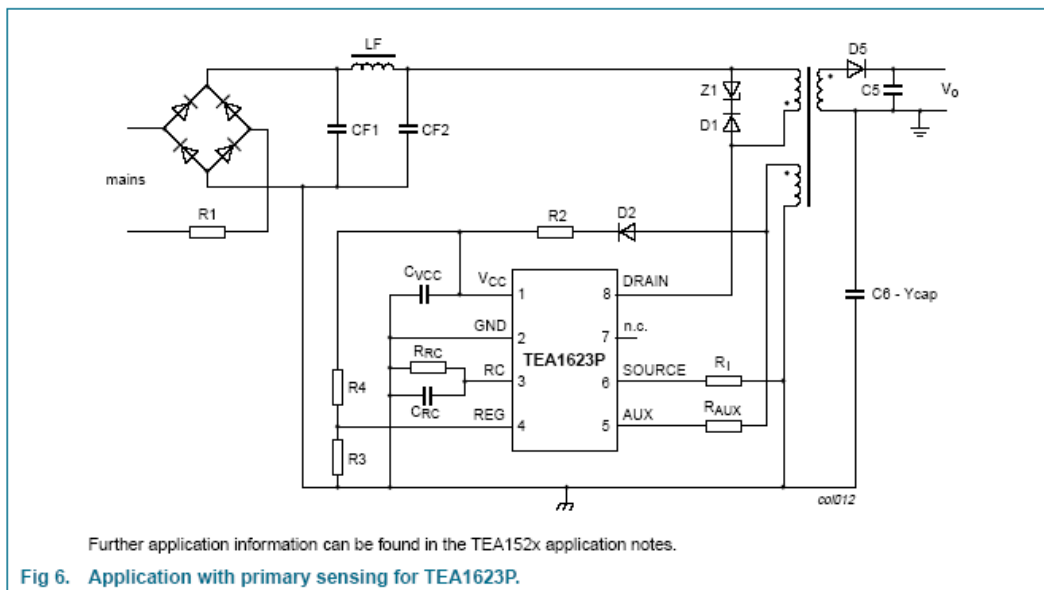 LF
D5
Z1
C5
Vo
CF1
CF2
D1
mains
R1
R2
D2
CVCC
VCC
1
8
DRAIN
C6 - Ycap
GND
2
7
n.c.
TEA1623P
RRC
RC
3
6
SOURCE
RI
R4
CRC
REG
4
5
AUX
RAUX
R3
col012
Further application information can be found in the TEA152x application notes.
Fig 6. Application with primary sensing for TEA1623P.